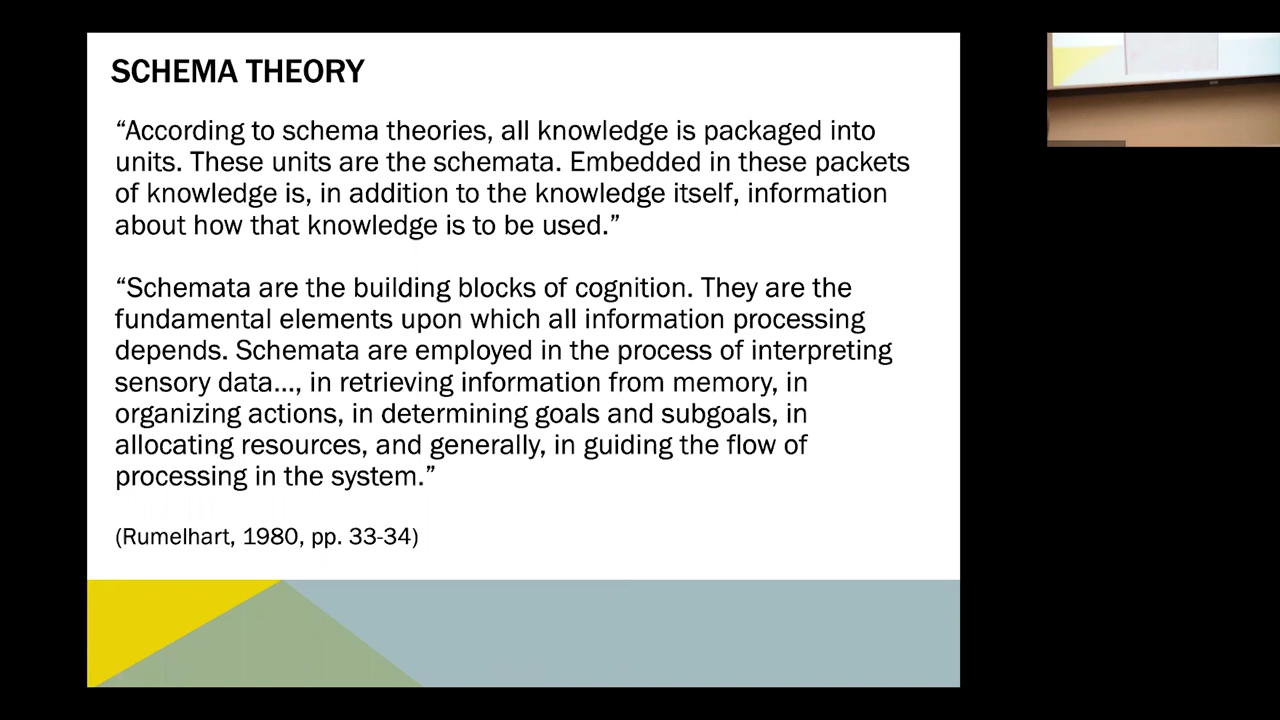 SCHEMA THEORY
“According to schema theories, all knowledge is packaged into
units. These units are the schemata. Embedded in these packets
of knowledge is, in addition to the knowledge itself, information
about how that knowledge is to be used.”
“Schemata are the building blocks of cognition. They are the
fundamental elements upon which all information processing
depends. Schemata are employed in the process of interpreting
sensory data…, in retrieving information from memory, in
organizing actions, in determining goals and subgoals, in
allocating resources, and generally, in guiding the flow of
processing in the system.”
(Rumelhart, 1980, pp. 33-34)